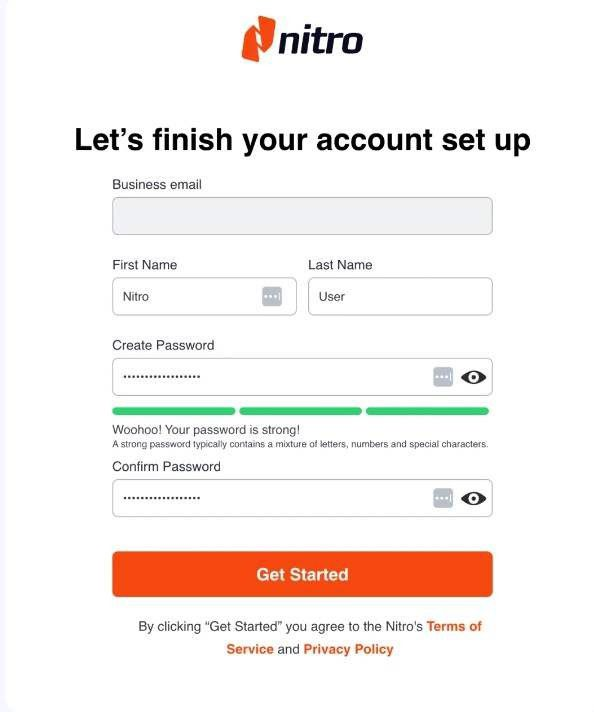 nitro
Let’s finish your account set up
Business email
First Name Last Name
Nitro User
Create Password
••••••••••••••••••
Woohoo! Your password is strong!
A strong password typically contains a mixture of letters, numbers and special characters.
Confirm Password
••••••••••••••••••
Get Started
By clicking “Get Started” you agree to the Nitro's Terms of
Service and Privacy Policy